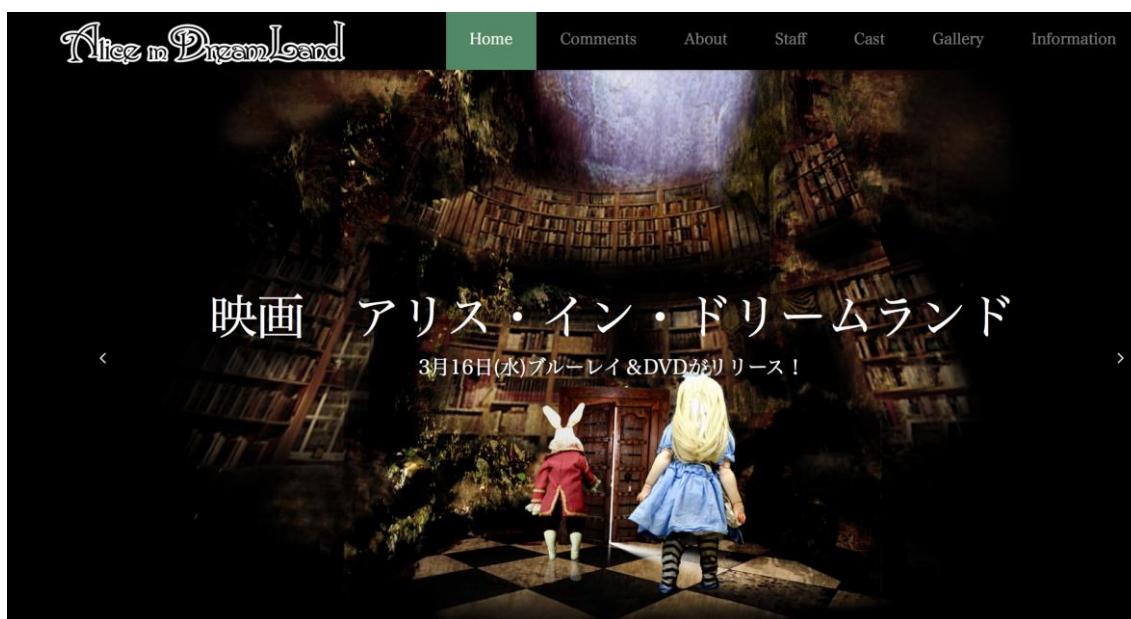 Alice in DreamLand
Home Comments About Staff Cast Gallery Information
映画　アリス・イン・ドリームランド
3月16日(水)ブルーレイ＆DVDがリリース！